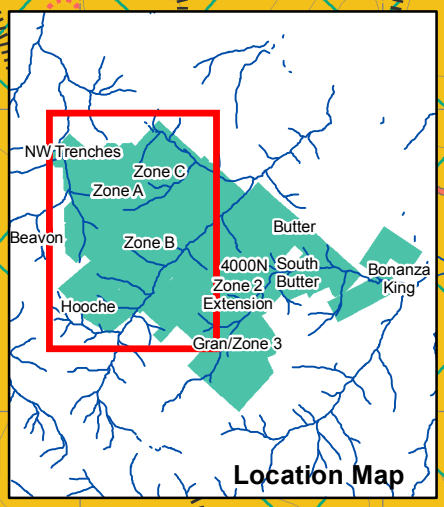 NW Trenches
Zone C
Zone A
Butter
Beavon
Zone B
4000N
South
Butter
Bonanza
King
Zone 2
Extension
Hooche
Gran/Zone 3
Location Map